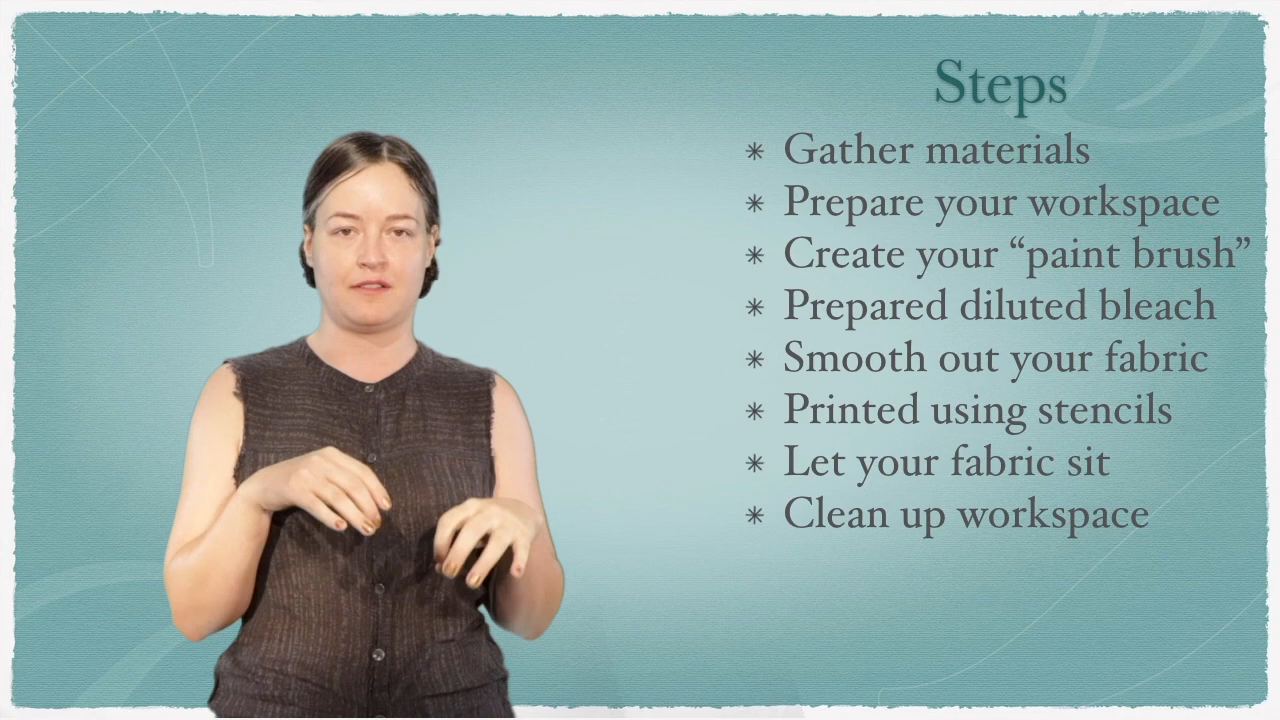 Steps
Gather materials
Prepare your workspace
Create your “paint brush”
Prepared diluted bleach
Smooth out your fabric
Printed using stencils
Let your fabric sit
Clean up workspace